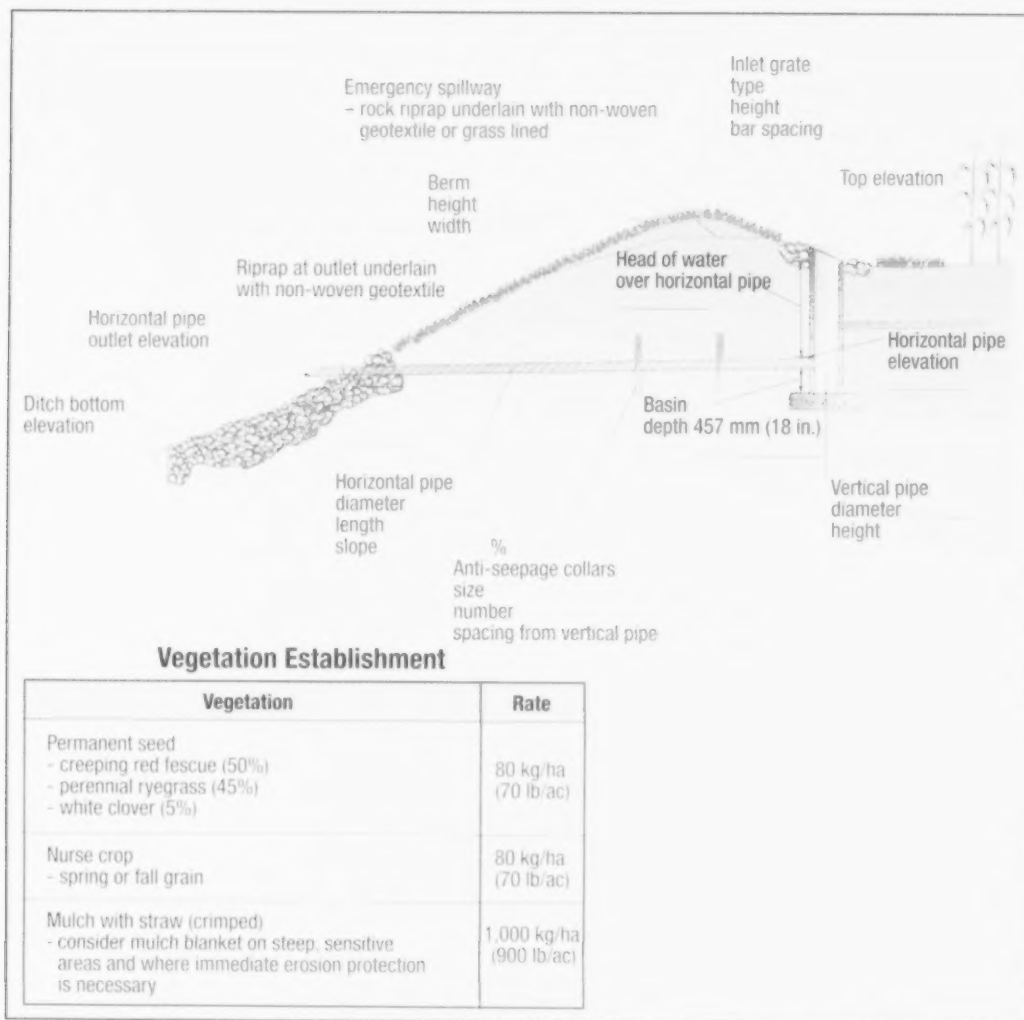 Inlet grate
type
height
bar spacing
Emergency spillway
– rock riprap underlain with non-woven
geotextile or grass lined
Top elevation
Berm
height
width
Head of water
over horizontal pipe
Riprap at outlet underlain
with non-woven geotextile
Horizontal pipe
outlet elevation
Horizontal pipe
elevation
Ditch bottom
elevation
Basin
depth 457 mm (18 in.)
Horizontal pipe
diameter
length
slope
Vertical pipe
diameter
height
%
Anti-seepage collars
size
number
spacing from vertical pipe
Vegetation Establishment
Vegetation
Rate
Permanent seed
- creeping red fescue (50%)
- perennial ryegrass (45%)
- white clover (5%)
80 kg/ha
(70 lb/ac)
Nurse crop
- spring or fall grain
80 kg/ha
(70 lb/ac)
Mulch with straw (crimped)
- consider mulch blanket on steep, sensitive
areas and where immediate erosion protection
is necessary
1,000 kg/ha
(900 lb/ac)